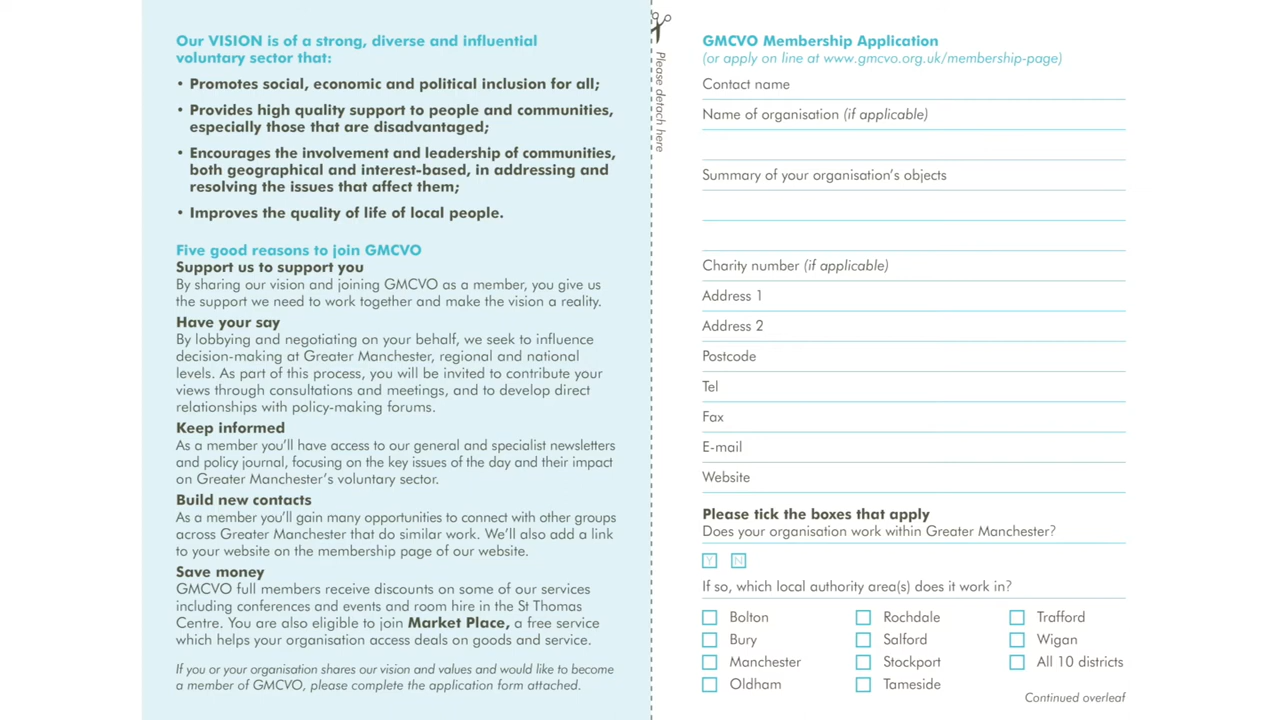 Our VISION is of a strong, diverse and influential
voluntary sector that:
• Promotes social, economic and political inclusion for all;
• Provides high quality support to people and communities,
especially those that are disadvantaged;
• Encourages the involvement and leadership of communities,
both geographical and interest-based, in addressing and
resolving the issues that affect them;
• Improves the quality of life of local people.
Five good reasons to join GMCVO
Support us to support you
By sharing our vision and joining GMCVO as a member, you give us
the support we need to work together and make the vision a reality.
Have your say
By lobbying and negotiating on your behalf, we seek to influence
decision-making at Greater Manchester, regional and national
levels. As part of this process, you will be invited to contribute your
views through consultations and meetings, and to develop direct
relationships with policy-making forums.
Keep informed
As a member you'll have access to our general and specialist newsletters
and policy journal, focusing on the key issues of the day and their impact
on Greater Manchester's voluntary sector.
Build new contacts
As a member you'll gain many opportunities to connect with other groups
across Greater Manchester that do similar work. We'll also add a link
to your website on the membership page of our website.
Save money
GMCVO full members receive discounts on some of our services
including conferences and events and room hire in the St Thomas
Centre. You are also eligible to join Market Place, a free service
which helps your organisation access deals on goods and service.
If you or your organisation shares our vision and values and would like to become
a member of GMCVO, please complete the application form attached.
Please detach here
GMCVO Membership Application
(or apply on line at www.gmcvo.org.uk/membership-page)
Contact name
Name of organisation (if applicable)
Summary of your organisation's objects
Charity number (if applicable)
Address 1
Address 2
Postcode
Tel
Fax
E-mail
Website
Please tick the boxes that apply
Does your organisation work within Greater Manchester?
Y N
If so, which local authority area(s) does it work in?
Bolton Rochdale Trafford
Bury Salford Wigan
Manchester Stockport All 10 districts
Oldham Tameside
Continued overleaf